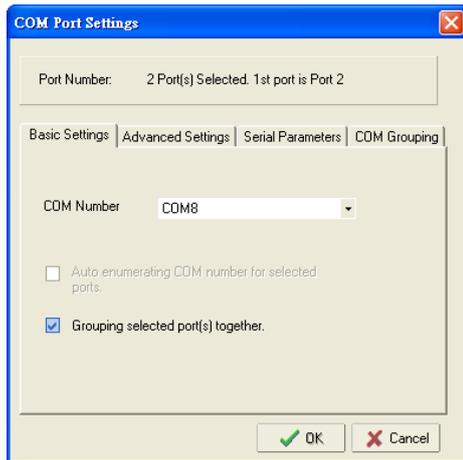 COM Port Settings
Port Number: 2 Port(s) Selected. 1st port is Port 2
Basic Settings Advanced Settings Serial Parameters COM Grouping
COM Number COM8
Auto enumerating COM number for selected
ports.
Grouping selected port(s) together.
OK Cancel